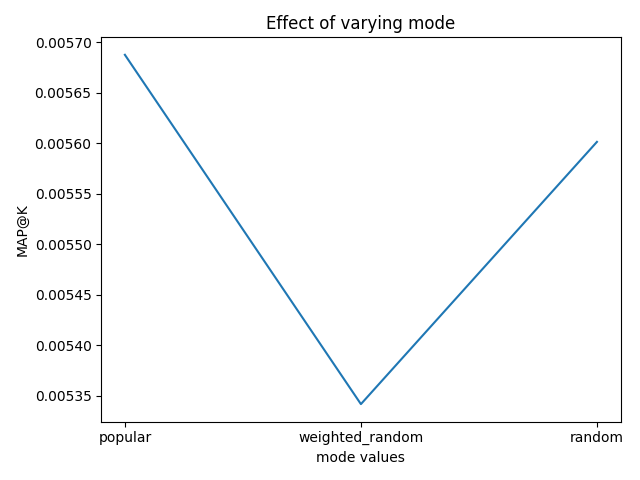 Effect of varying mode
0.00570
0.00565
0.00560
0.00555
0.00550
0.00545
0.00540
0.00535
MAP@K
popular
weighted_random
random
mode values